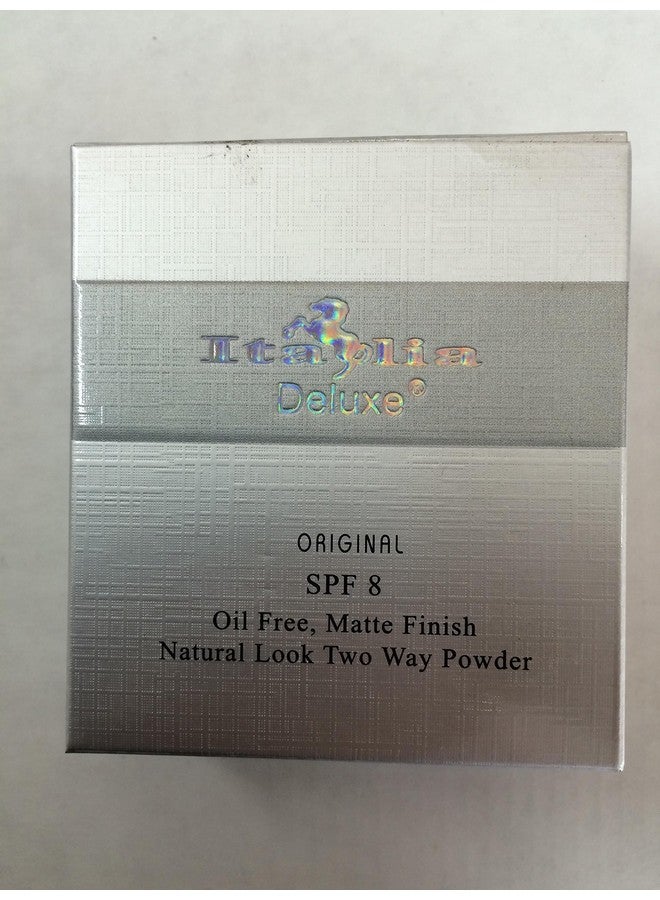 Italia
Deluxe®
ORIGINAL
SPF 8
Oil Free, Matte Finish
Natural Look Two Way Powder